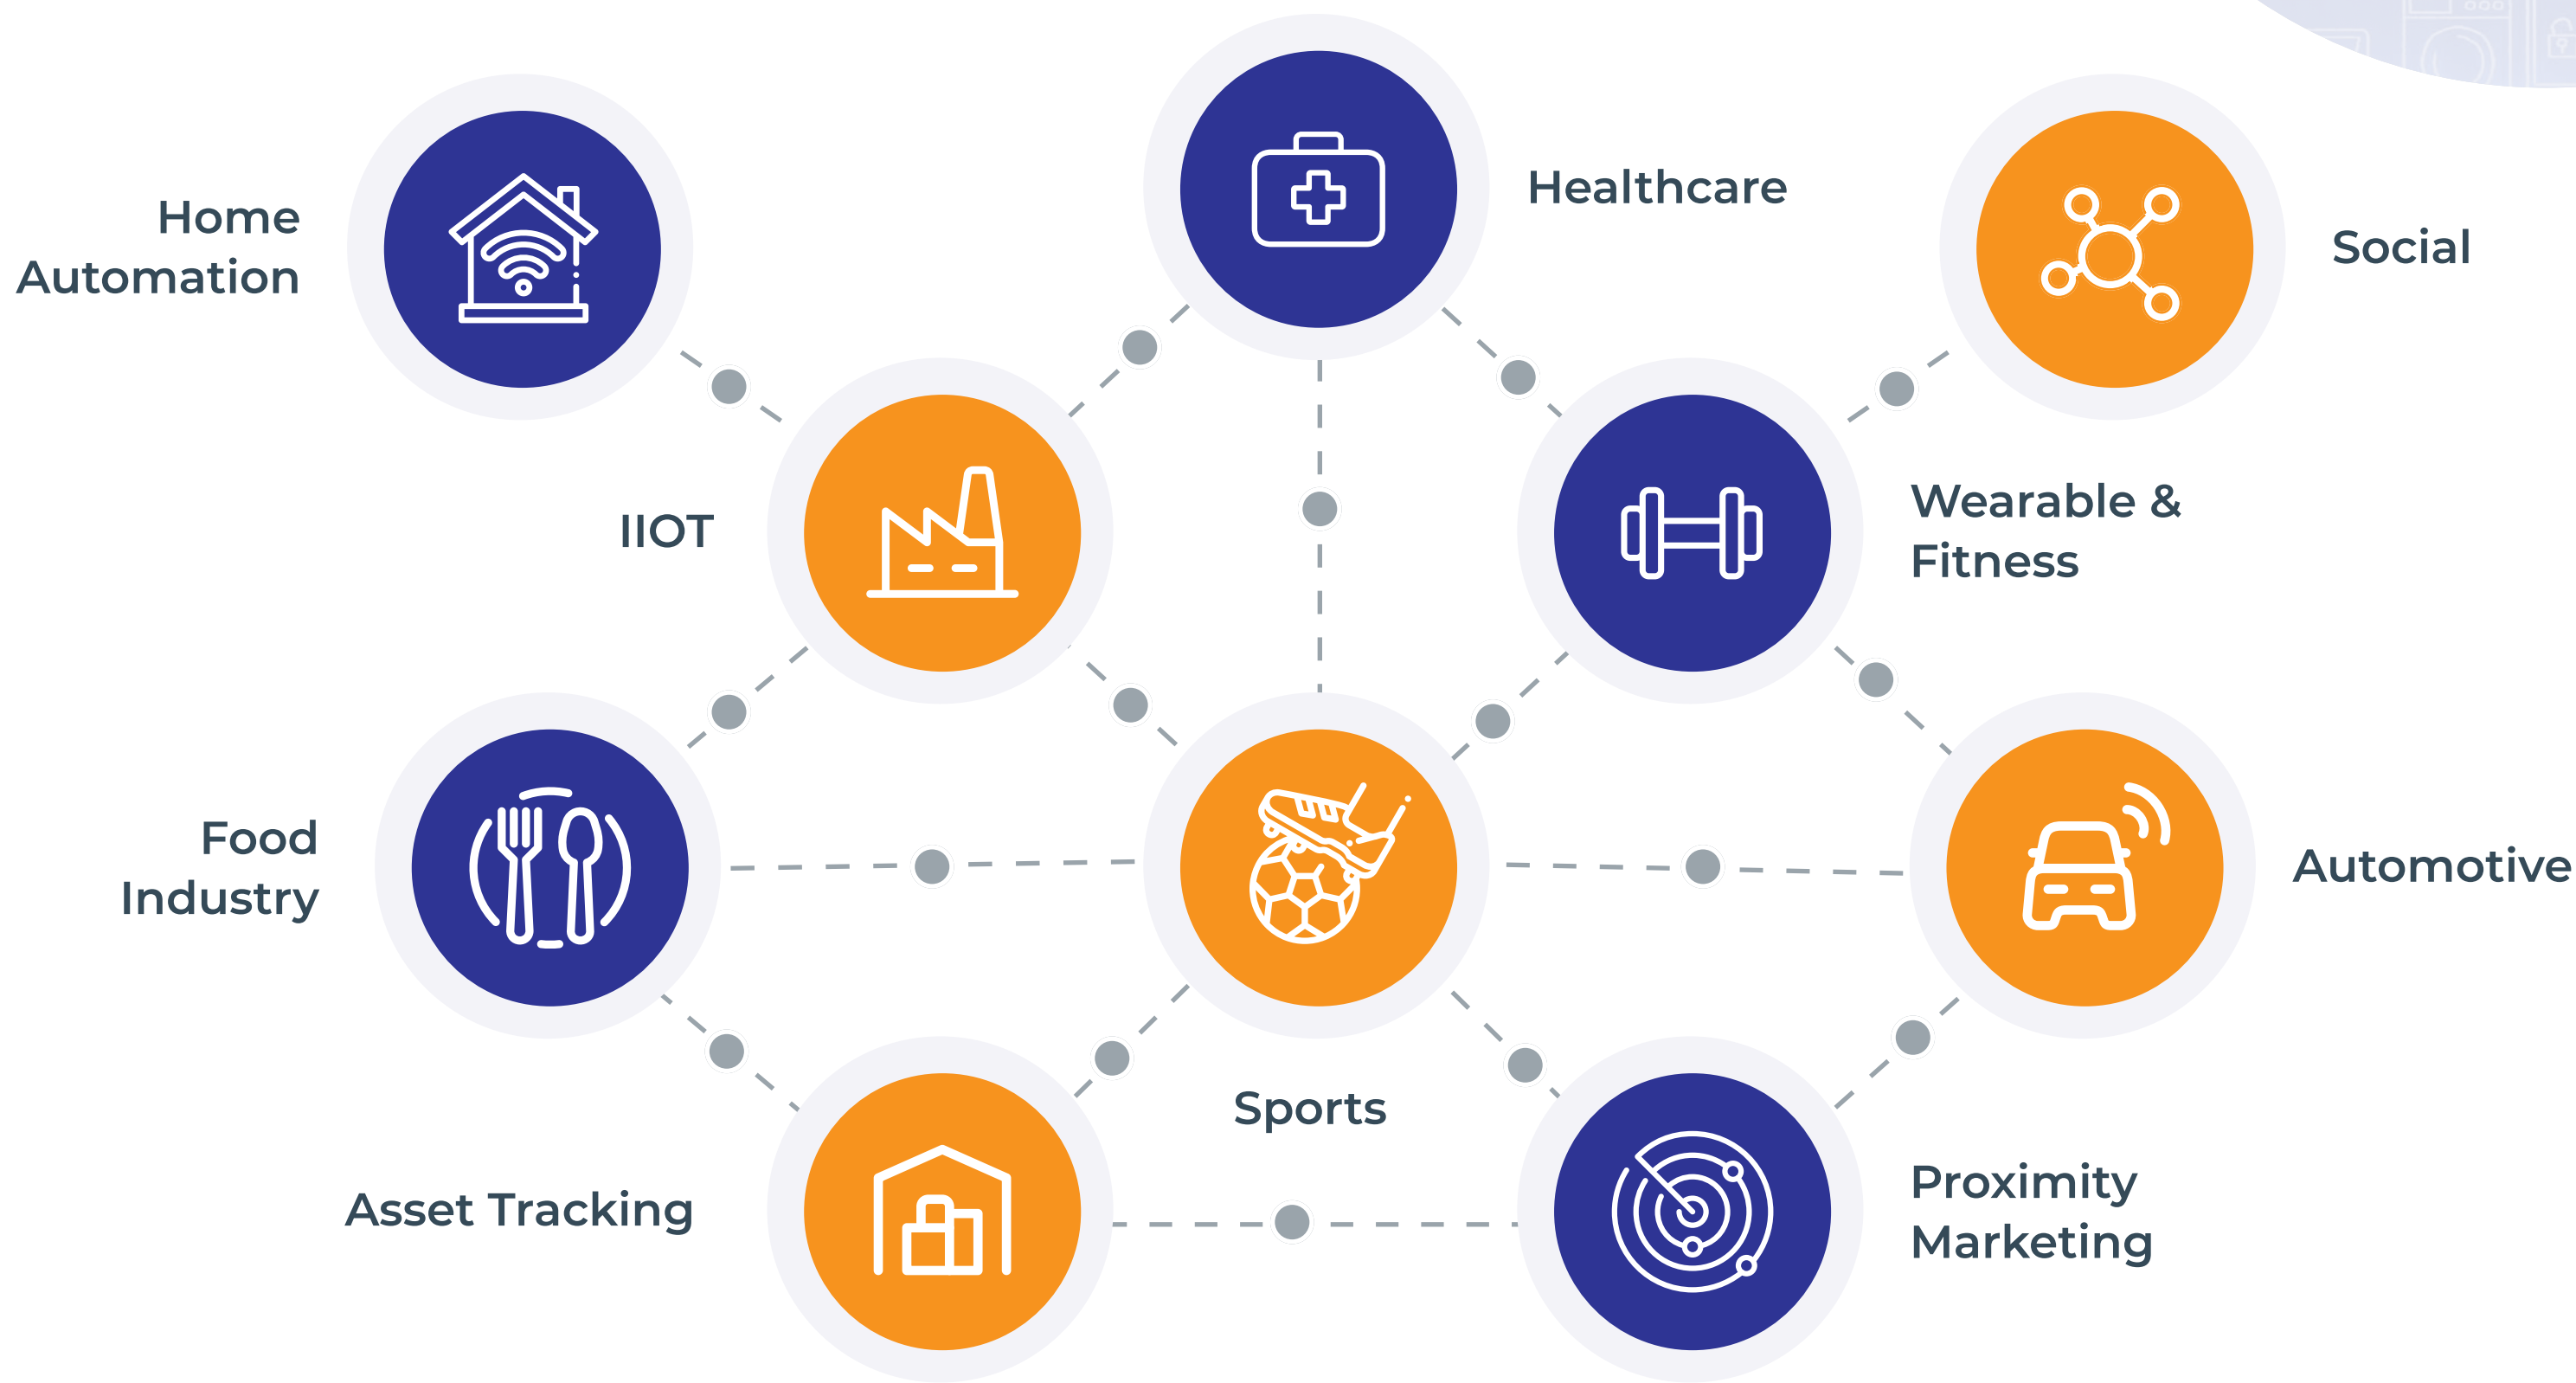 Home
Automation
Healthcare
Social
IIOT
Wearable &
Fitness
Food
Industry
Automotive
Sports
Asset Tracking
Proximity
Marketing